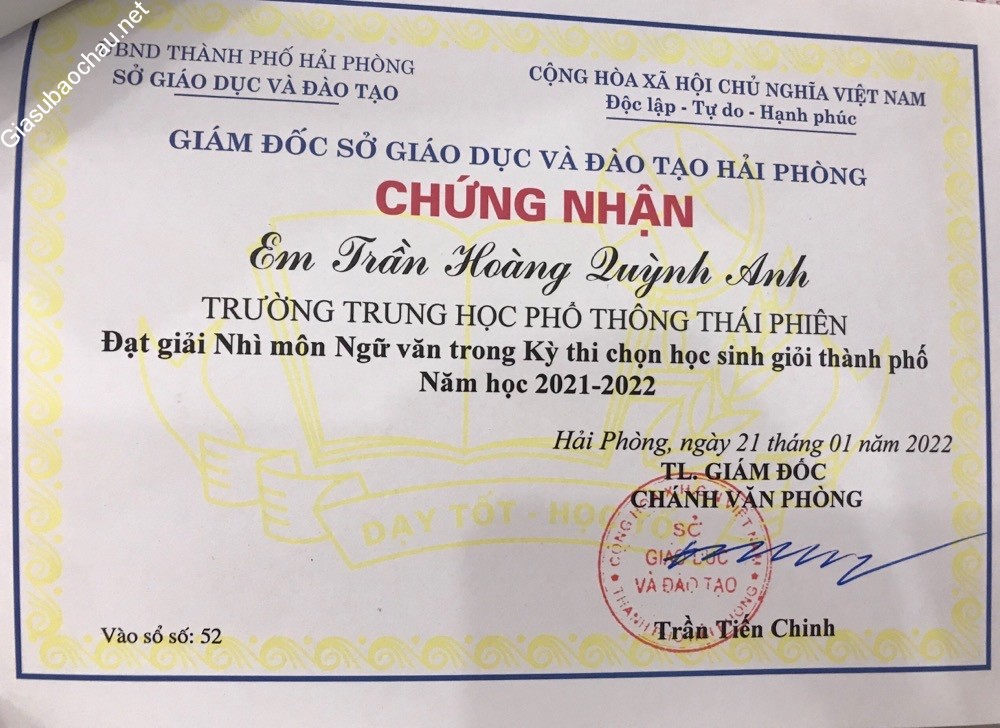 Giasubaochau.net
UBND THÀNH PHỐ HẢI PHÒNG
SỞ GIÁO DỤC VÀ ĐÀO TẠO
CỘNG HÒA XÃ HỘI CHỦ NGHĨA VIỆT NAM
Độc lập - Tự do - Hạnh phúc
GIÁM ĐỐC SỞ GIÁO DỤC VÀ ĐÀO TẠO HẢI PHÒNG
CHỨNG NHẬN
Em Trần Hoàng Quỳnh Anh
TRƯỜNG TRUNG HỌC PHỔ THÔNG THÁI PHIÊN
Đạt giải Nhì môn Ngữ văn trong Kỳ thi chọn học sinh giỏi thành phố
Năm học 2021-2022
Hải Phòng, ngày 21 tháng 01 năm 2022
TL. GIÁM ĐỐC
CHÁNH VĂN PHÒNG
DẠY TỐT - HỌC TỐT
SỞ
GIÁO DỤC
VÀ ĐÀO TẠO
Trần Tiến Chinh
Vào sổ số: 52